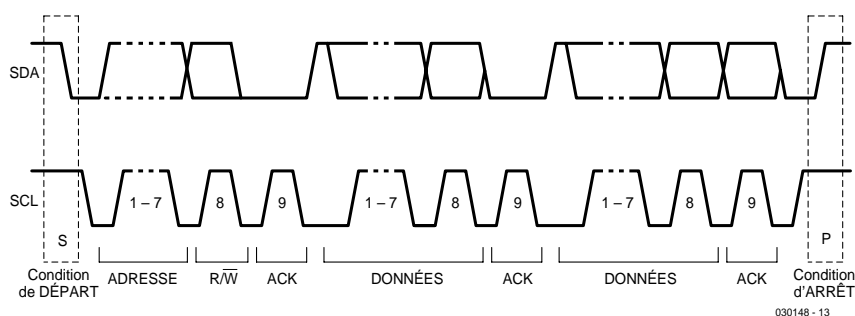 SDA
SCL
1 – 7
8
9
1 – 7
8
9
1 – 7
8
9
S
P
Condition
de DÉPART
ADRESSE
R/W̅
ACK
DONNÉES
ACK
DONNÉES
ACK
Condition
d'ARRÊT
030148 - 13